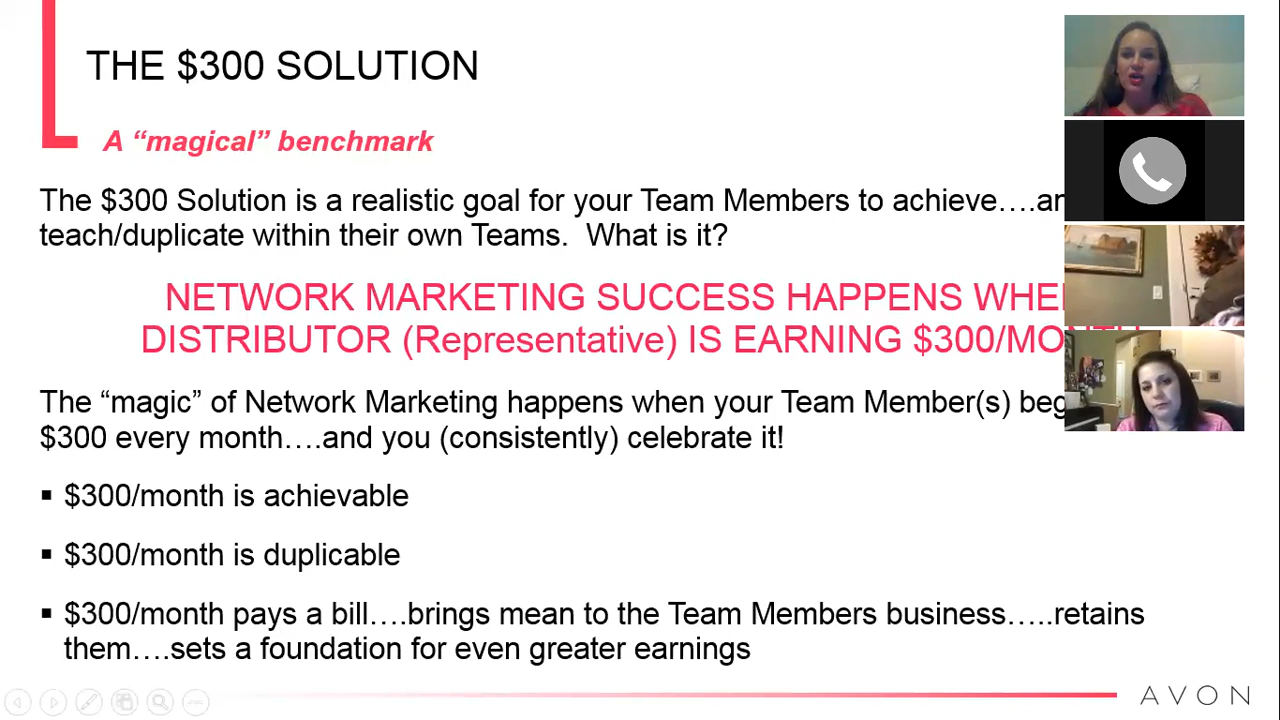 THE $300 SOLUTION
A “magical” benchmark
The $300 Solution is a realistic goal for your Team Members to achieve….
teach/duplicate within their own Teams. What is it?
NETWORK MARKETING SUCCESS HAPPENS
DISTRIBUTOR (Representative) IS EARNING $300/MONTH
The “magic” of Network Marketing happens when your Team Member(s)
$300 every month….and you (consistently) celebrate it!
▪ $300/month is achievable
▪ $300/month is duplicable
▪ $300/month pays a bill….brings mean to the Team Members business…..retains
them….sets a foundation for even greater earnings
AVON